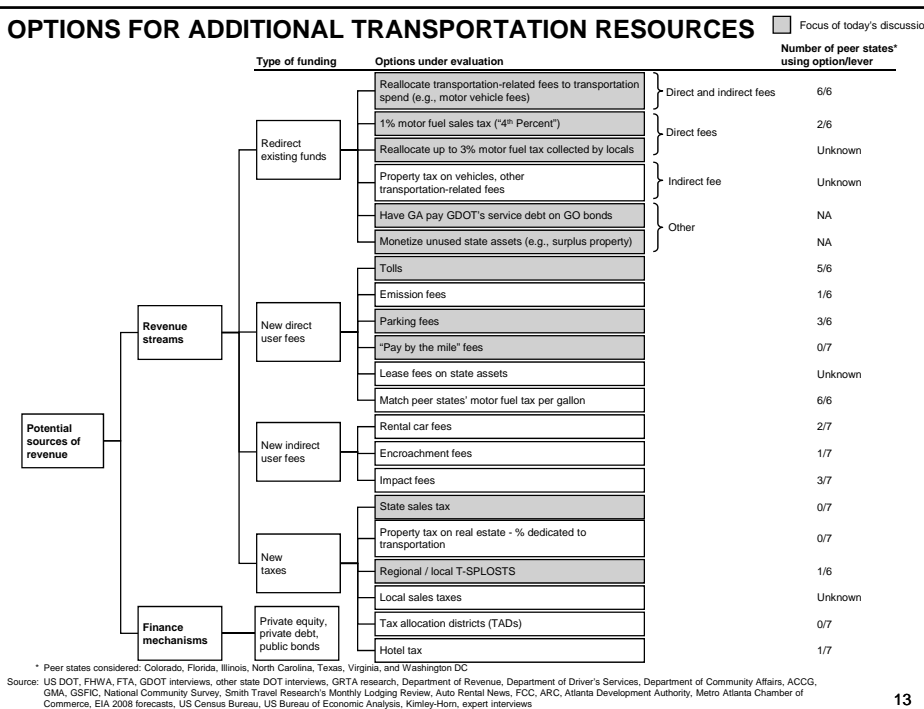 OPTIONS FOR ADDITIONAL TRANSPORTATION RESOURCES
Focus of today's discussio
Type of funding
Options under evaluation
Number of peer states*
using option/lever
Potential
sources of
revenue
Revenue
streams
Finance
mechanisms
Redirect
existing funds
Reallocate transportation-related fees to transportation
spend (e.g., motor vehicle fees)
Direct and indirect fees
6/6
1% motor fuel sales tax (“4th Percent”)
2/6
Direct fees
Reallocate up to 3% motor fuel tax collected by locals
Unknown
Property tax on vehicles, other
transportation-related fees
Indirect fee
Unknown
Have GA pay GDOT's service debt on GO bonds
NA
Other
Monetize unused state assets (e.g., surplus property)
NA
New direct
user fees
Tolls
5/6
Emission fees
1/6
Parking fees
3/6
“Pay by the mile” fees
0/7
Lease fees on state assets
Unknown
Match peer states' motor fuel tax per gallon
6/6
New indirect
user fees
Rental car fees
2/7
Encroachment fees
1/7
Impact fees
3/7
New
taxes
State sales tax
0/7
Property tax on real estate - % dedicated to
transportation
0/7
Regional / local T-SPLOSTS
1/6
Local sales taxes
Unknown
Tax allocation districts (TADs)
0/7
Hotel tax
1/7
Private equity,
private debt,
public bonds
* Peer states considered: Colorado, Florida, Illinois, North Carolina, Texas, Virginia, and Washington DC
Source: US DOT, FHWA, FTA, GDOT interviews, other state DOT interviews, GRTA research, Department of Revenue, Department of Driver's Services, Department of Community Affairs, ACCG,
GMA, GSFIC, National Community Survey, Smith Travel Research's Monthly Lodging Review, Auto Rental News, FCC, ARC, Atlanta Development Authority, Metro Atlanta Chamber of
Commerce, EIA 2008 forecasts, US Census Bureau, US Bureau of Economic Analysis, Kimley-Horn, expert interviews
13